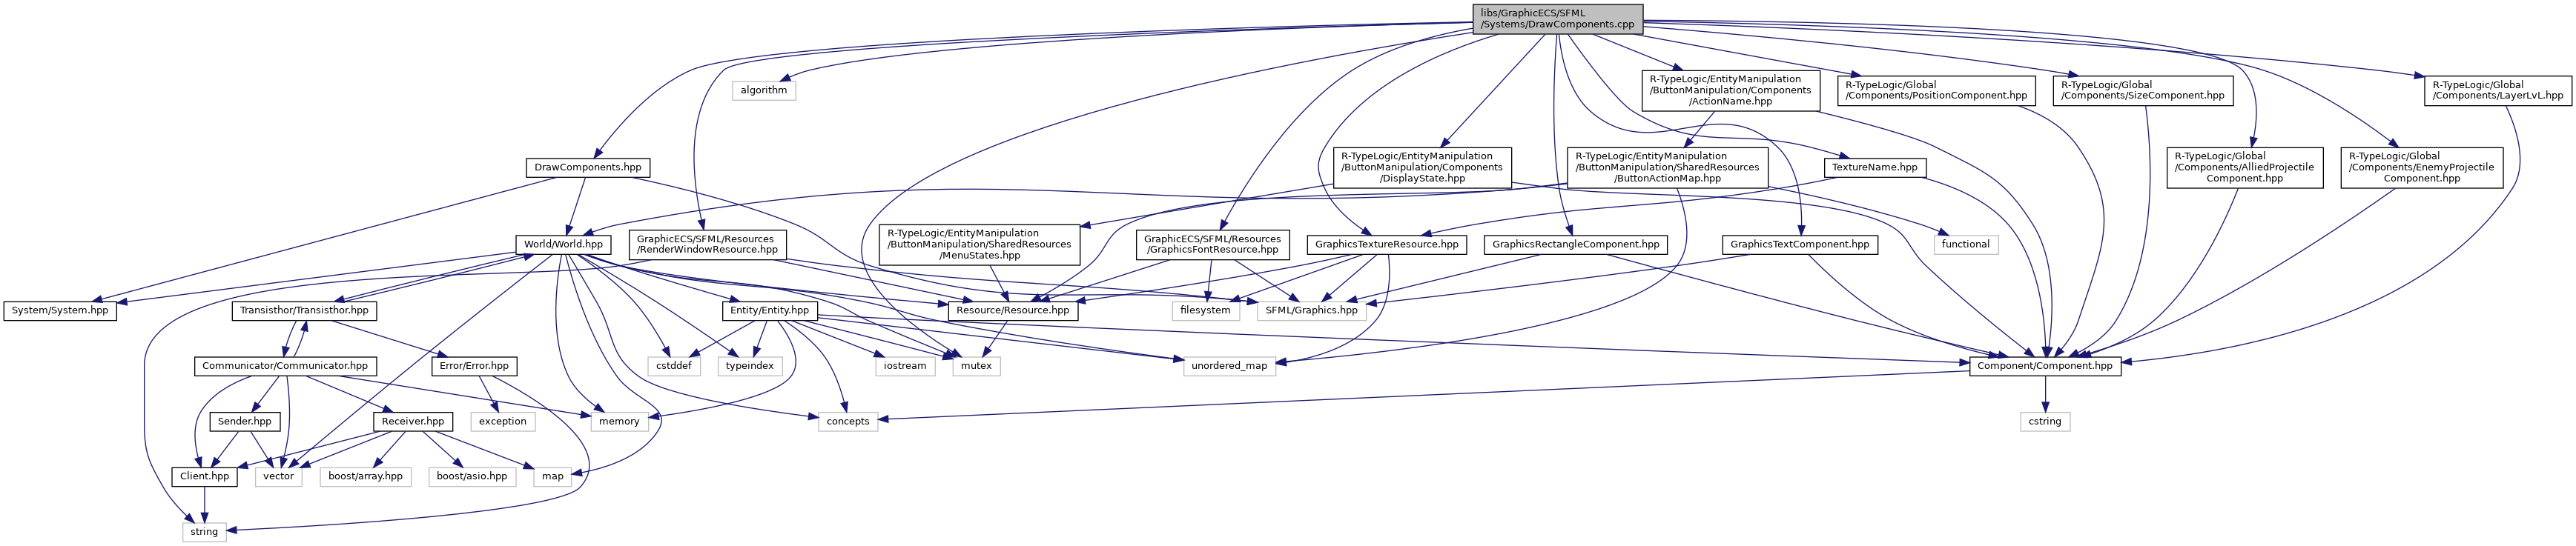 libs/GraphicECS/SFML
/Systems/DrawComponents.cpp
algorithm
R-TypeLogic/EntityManipulation
/ButtonManipulation/Components
/ActionName.hpp
R-TypeLogic/Global
/Components/PositionComponent.hpp
R-TypeLogic/Global
/Components/SizeComponent.hpp
R-TypeLogic/Global
/Components/LayerLvL.hpp
DrawComponents.hpp
R-TypeLogic/EntityManipulation
/ButtonManipulation/Components
/DisplayState.hpp
R-TypeLogic/EntityManipulation
/ButtonManipulation/SharedResources
/ButtonActionMap.hpp
TextureName.hpp
R-TypeLogic/Global
/Components/AlliedProjectile
Component.hpp
R-TypeLogic/Global
/Components/EnemyProjectile
Component.hpp
World/World.hpp
GraphicECS/SFML/Resources
/RenderWindowResource.hpp
R-TypeLogic/EntityManipulation
/ButtonManipulation/SharedResources
/MenuStates.hpp
GraphicECS/SFML/Resources
/GraphicsFontResource.hpp
GraphicsTextureResource.hpp
GraphicsRectangleComponent.hpp
GraphicsTextComponent.hpp
functional
System/System.hpp
Transisthor/Transisthor.hpp
Entity/Entity.hpp
Resource/Resource.hpp
filesystem
SFML/Graphics.hpp
Communicator/Communicator.hpp
Error/Error.hpp
cstddef
typeindex
iostream
mutex
unordered_map
Component/Component.hpp
Sender.hpp
Receiver.hpp
exception
memory
concepts
cstring
Client.hpp
vector
boost/array.hpp
boost/asio.hpp
map
string